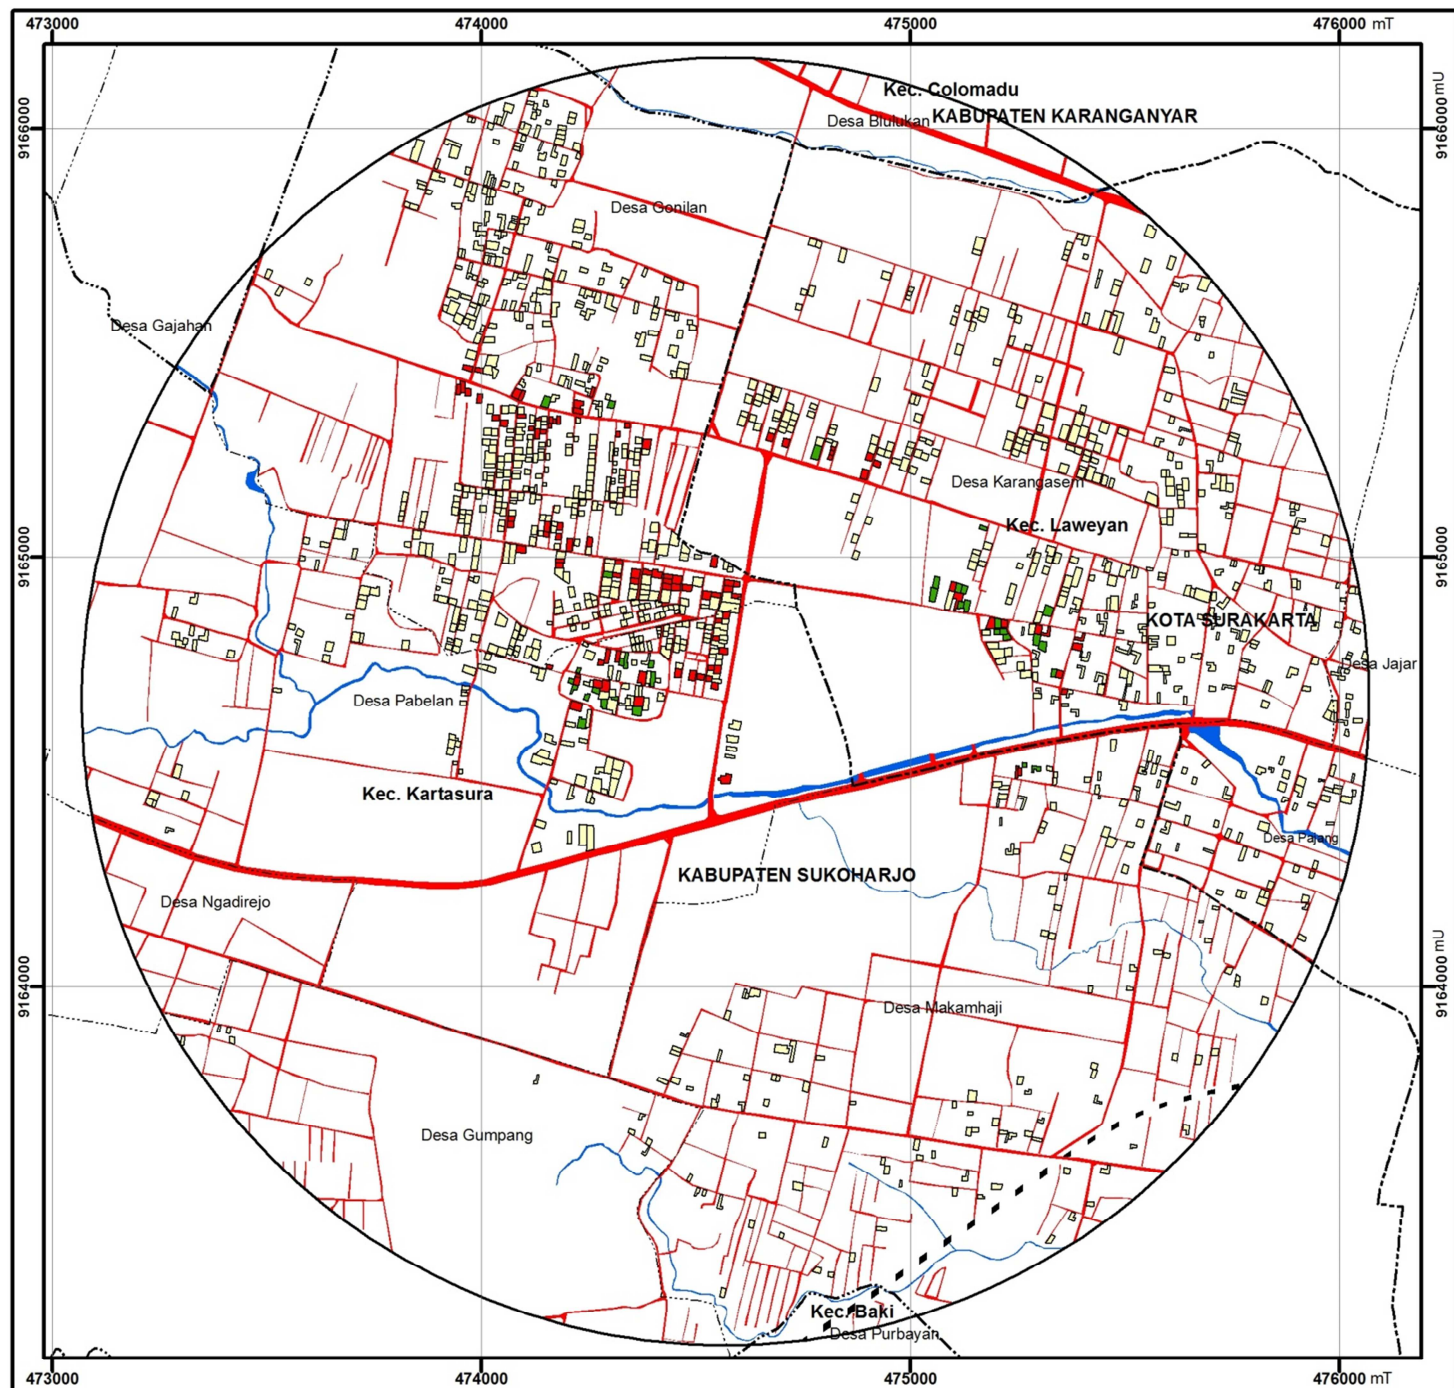 473000 474000 475000 476000 mT
Kec. Colomadu
KABUPATEN KARANGANYAR
Desa Blulukan
9166000
9166000 mU
Desa Gonilan
Desa Gajahan
Desa Karangasem
Kec. Laweyan
9165000
9165000
KOTA SURAKARTA
Desa Jajar
Desa Pabelan
Kec. Kartasura
Desa Pajang
KABUPATEN SUKOHARJO
Desa Ngadirejo
9164000
9164000 mU
Desa Makamhaji
Desa Gumpang
Kec. Baki
Desa Purbayan
473000 474000 475000 476000 mT